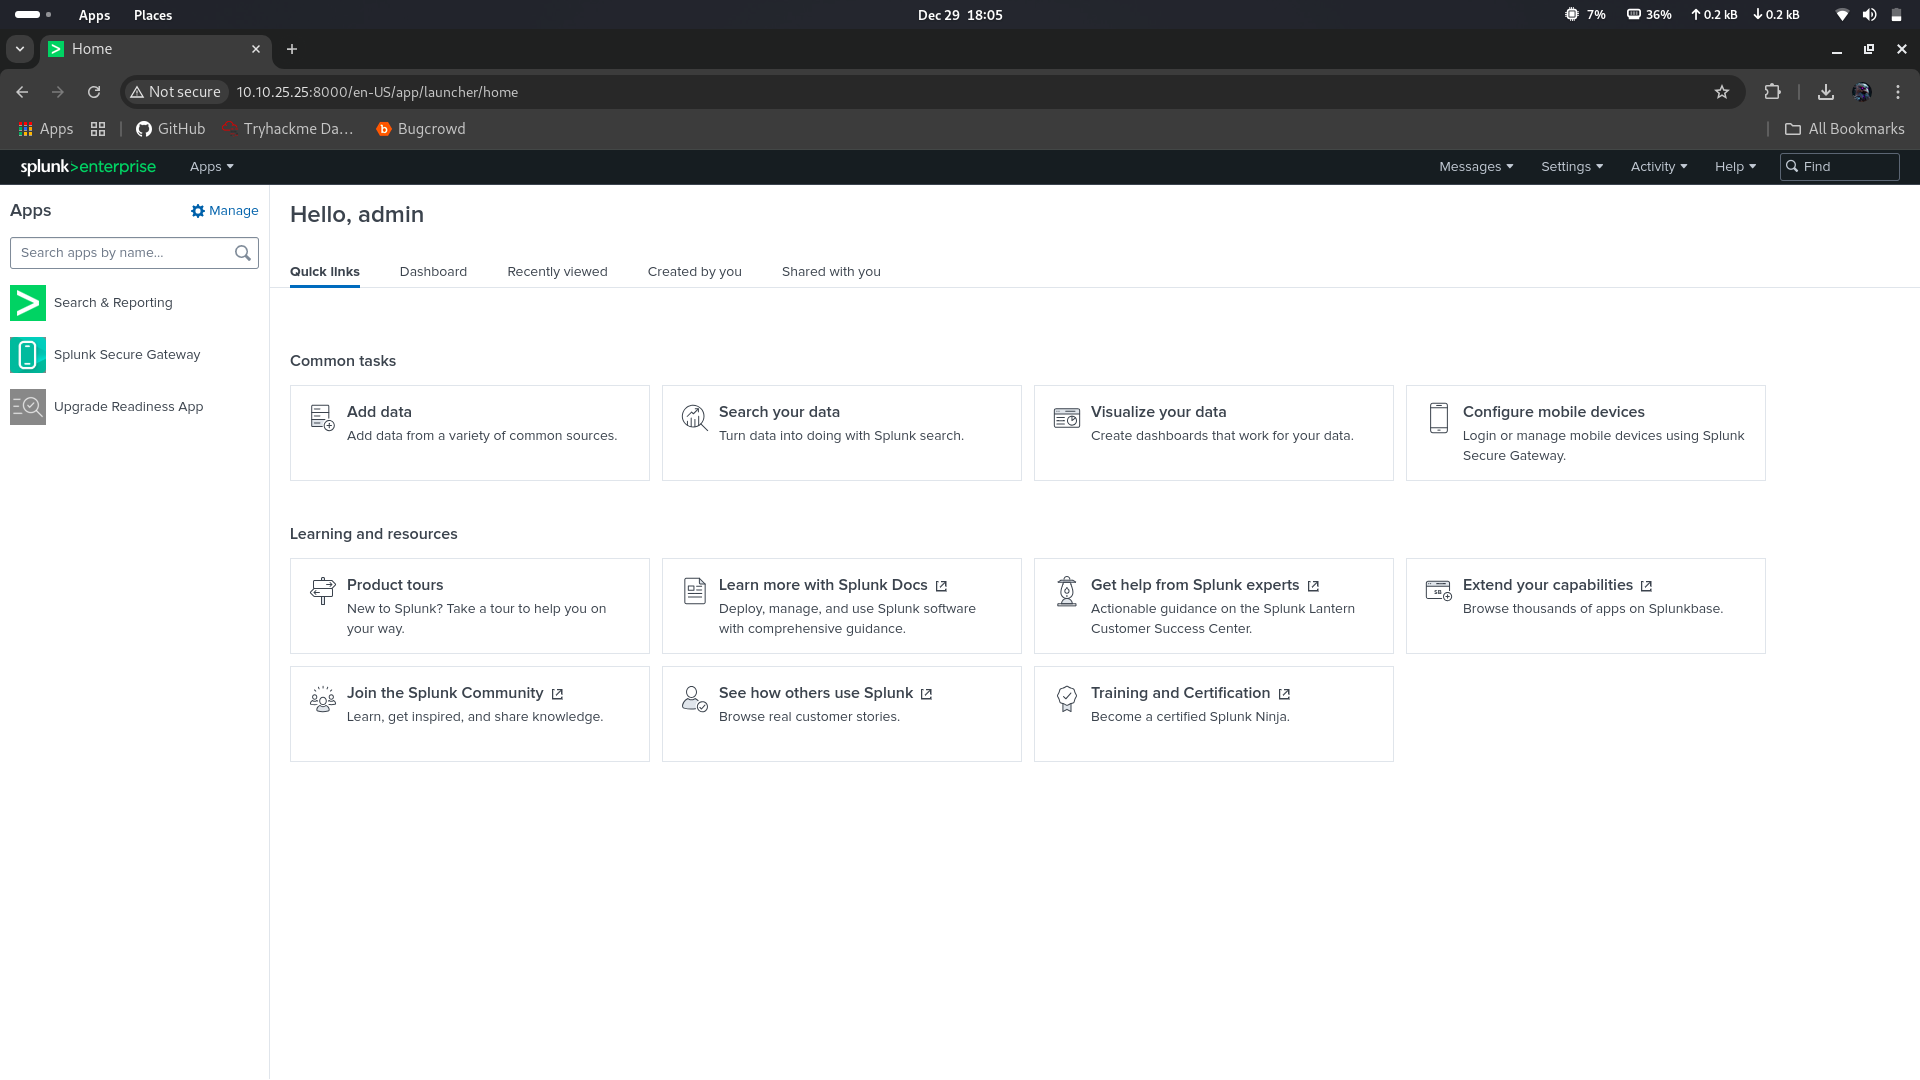 Apps Places Dec 29 18:05 7% 36% 0.2 kB 0.2 kB
Home
Not secure 10.10.25.25:8000/en-US/app/launcher/home
Apps GitHub Tryhackme Da... Bugcrowd All Bookmarks
splunk>enterprise Apps Messages Settings Activity Help Find
Apps Manage
Search apps by name...
Search & Reporting
Splunk Secure Gateway
Upgrade Readiness App
Hello, admin
Quick links Dashboard Recently viewed Created by you Shared with you
Common tasks
Add data
Add data from a variety of common sources.
Search your data
Turn data into doing with Splunk search.
Visualize your data
Create dashboards that work for your data.
Configure mobile devices
Login or manage mobile devices using Splunk
Secure Gateway.
Learning and resources
Product tours
New to Splunk? Take a tour to help you on
your way.
Learn more with Splunk Docs
Deploy, manage, and use Splunk software
with comprehensive guidance.
Get help from Splunk experts
Actionable guidance on the Splunk Lantern
Customer Success Center.
SB
Extend your capabilities
Browse thousands of apps on Splunkbase.
Join the Splunk Community
Learn, get inspired, and share knowledge.
See how others use Splunk
Browse real customer stories.
Training and Certification
Become a certified Splunk Ninja.